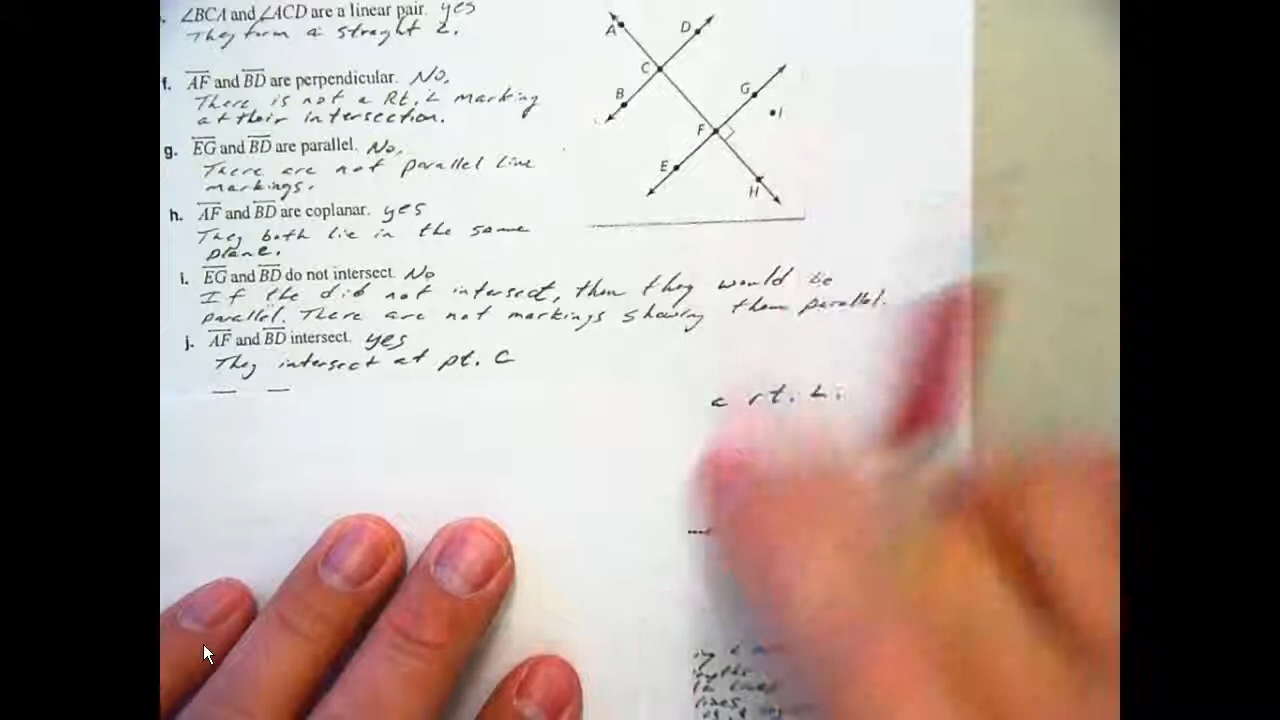 ∠BCA and ∠ACD are a linear pair. yes
They form a straght ∠.
f. AF and BD are perpendicular. No,
There is not a Rt. ∠ marking
at their intersection.
g. EG and BD are parallel. No,
There are not parallel line
markings.
h. AF and BD are coplanar. yes
They both lie in the same
plane.
i. EG and BD do not intersect. No
If the did not intersect, then they would be
parallel. There are not markings showing them parallel.
j. AF and BD intersect. yes
They intersect at pt. C
rt. ∠.
A
D
C
B
G
I
F
E
H